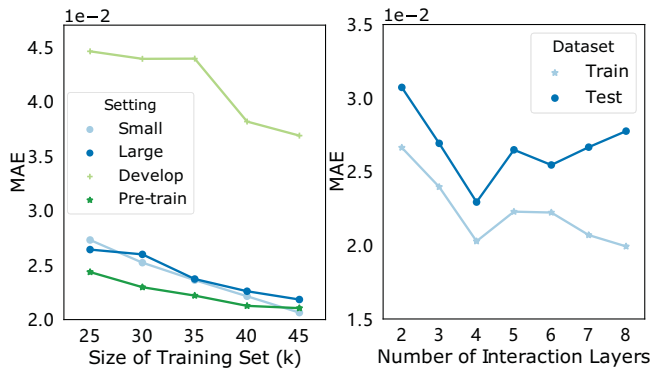 1e−2
MAE
4.5
4.0
3.5
3.0
2.5
2.0
Setting
Small
Large
Develop
Pre-train
25 30 35 40 45
Size of Training Set (k)
1e−2
MAE
3.5
3.0
2.5
2.0
1.5
Dataset
Train
Test
2 3 4 5 6 7 8
Number of Interaction Layers